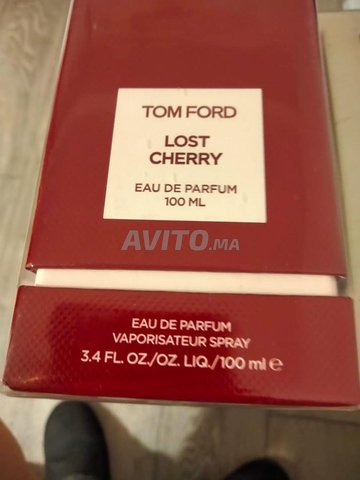 TOM FORD
LOST
CHERRY
EAU DE PARFUM
100 ML
AVITO.MA
EAU DE PARFUM
VAPORISATEUR SPRAY
3.4 FL. OZ./OZ. LIQ./100 ml ℮